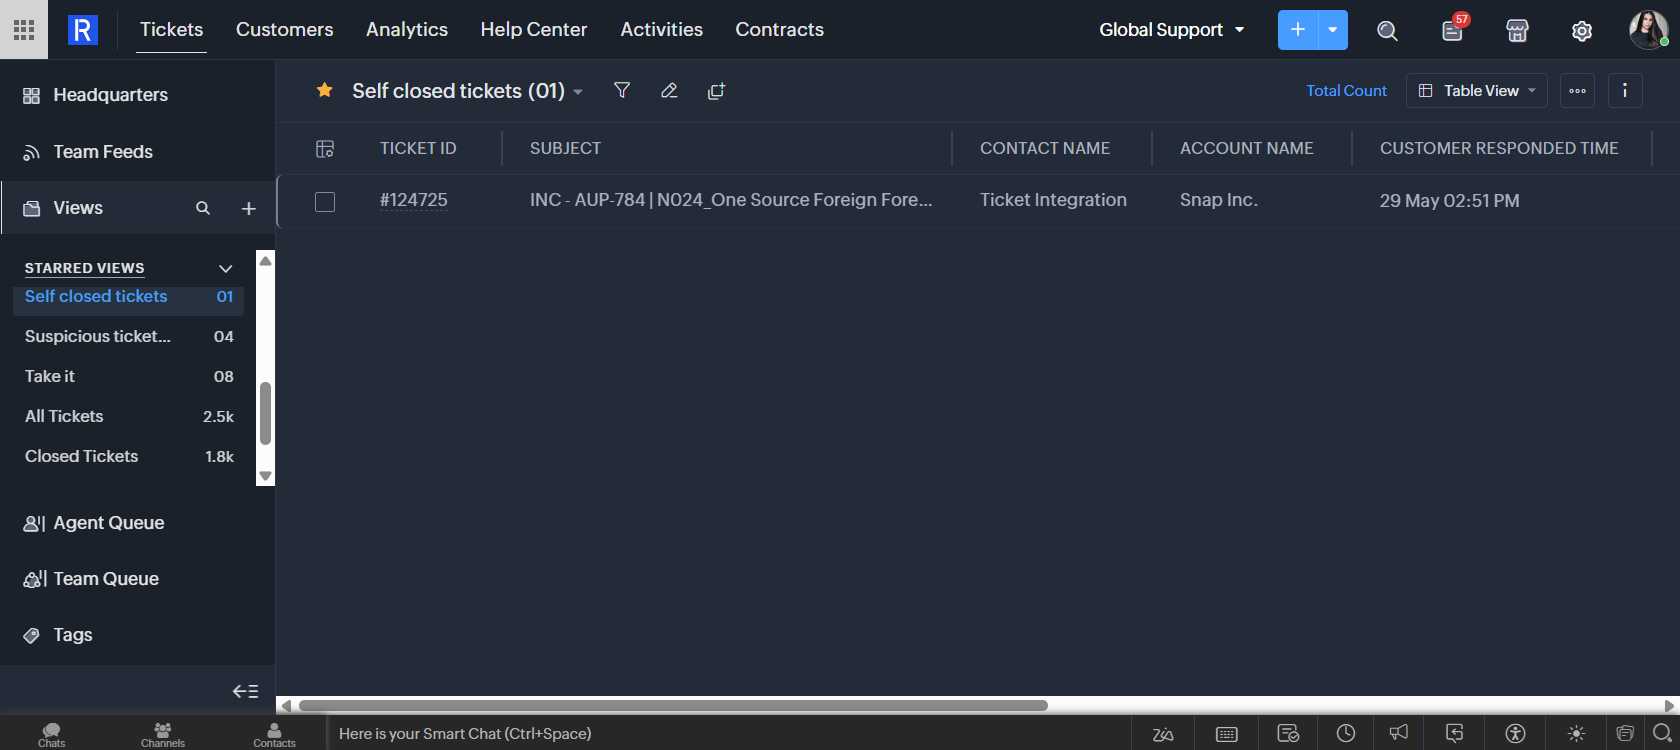 R
Tickets
Customers
Analytics
Help Center
Activities
Contracts
Global Support
57
Headquarters
Team Feeds
Views
STARRED VIEWS
Self closed tickets 01
Suspicious ticket... 04
Take it 08
All Tickets 2.5k
Closed Tickets 1.8k
Agent Queue
Team Queue
Tags
Self closed tickets (01)
Total Count
Table View
TICKET ID SUBJECT CONTACT NAME ACCOUNT NAME CUSTOMER RESPONDED TIME
#124725 INC - AUP-784 | N024_One Source Foreign Fore... Ticket Integration Snap Inc. 29 May 02:51 PM
Chats
Channels
Contacts
Here is your Smart Chat (Ctrl+Space)